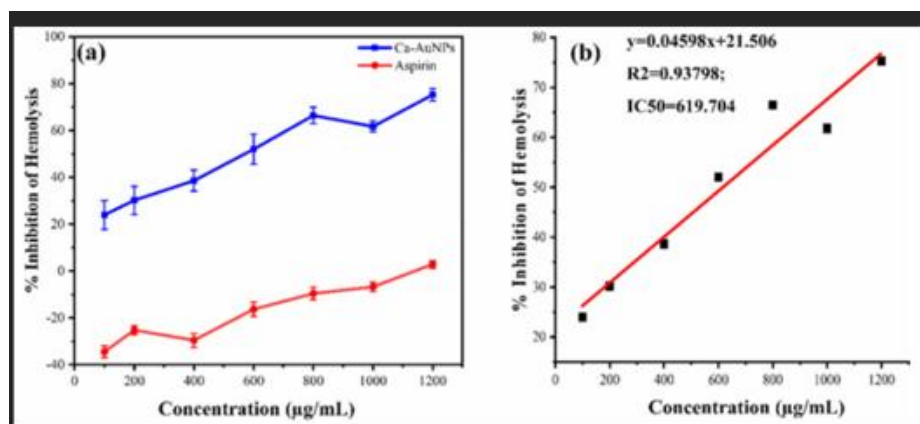 (a)
Ca-AuNPs
Aspirin
% Inhibition of Hemolysis
100
80
60
40
20
0
-20
-40
0 200 400 600 800 1000 1200
Concentration (µg/mL)
(b)
y=0.04598x+21.506
R2=0.93798;
IC50=619.704
% Inhibition of Hemolysis
80
70
60
50
40
30
20
0 200 400 600 800 1000 1200
Concentration (µg/mL)